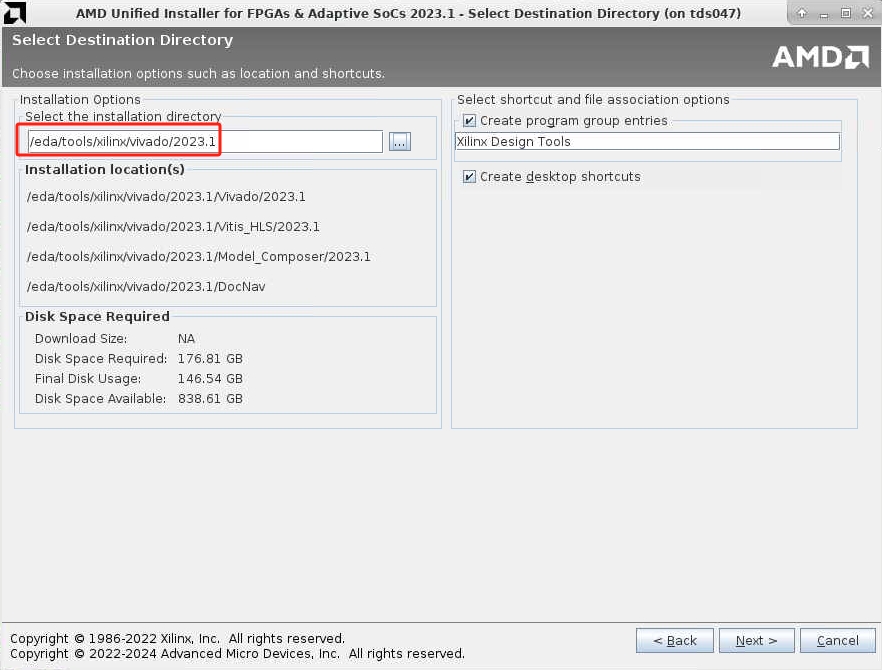 AMD Unified Installer for FPGAs & Adaptive SoCs 2023.1 - Select Destination Directory (on tds047)
Select Destination Directory
Choose installation options such as location and shortcuts.
AMD
Installation Options
Select the installation directory
/eda/tools/xilinx/vivado/2023.1
...
Installation location(s)
/eda/tools/xilinx/vivado/2023.1/Vivado/2023.1
/eda/tools/xilinx/vivado/2023.1/Vitis_HLS/2023.1
/eda/tools/xilinx/vivado/2023.1/Model_Composer/2023.1
/eda/tools/xilinx/vivado/2023.1/DocNav
Disk Space Required
Download Size: NA
Disk Space Required: 176.81 GB
Final Disk Usage: 146.54 GB
Disk Space Available: 838.61 GB
Select shortcut and file association options
Create program group entries
Xilinx Design Tools
Create desktop shortcuts
Copyright © 1986-2022 Xilinx, Inc. All rights reserved.
Copyright © 2022-2024 Advanced Micro Devices, Inc. All rights reserved.
< Back Next > Cancel